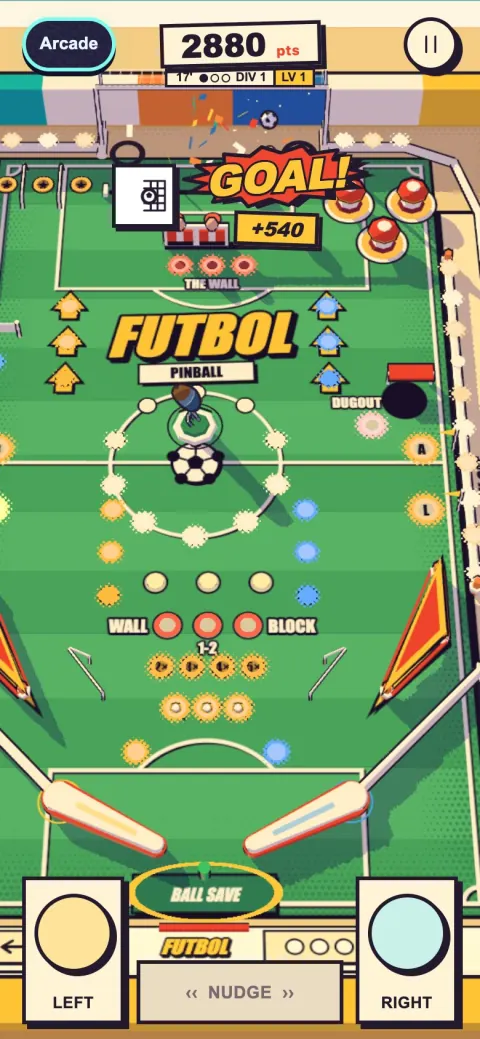 Arcade
2880 pts
17' DIV 1 LV 1
GOAL!
+540
THE WALL
FUTBOL
PINBALL
DUGOUT
A
L
WALL BLOCK
1-2
BALL SAVE
FUTBOL
LEFT
‹‹ NUDGE ››
RIGHT